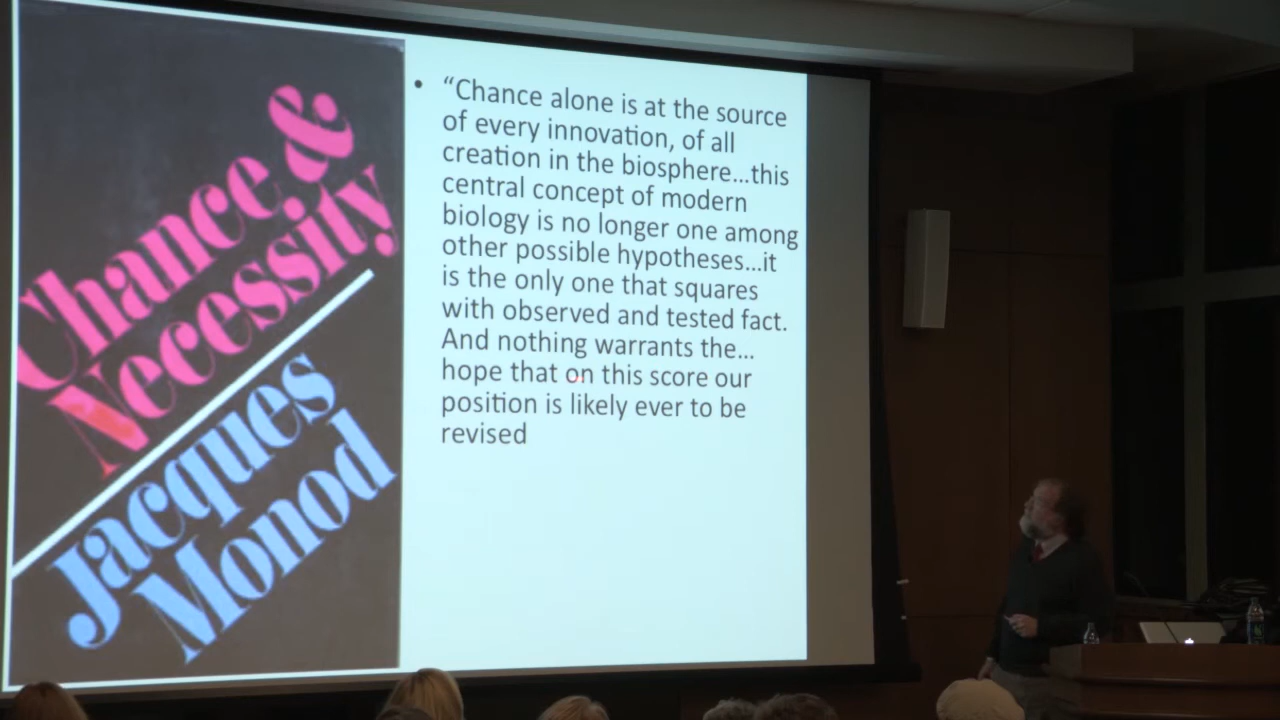 Chance &
Necessity
Jacques
Monod
• “Chance alone is at the source
of every innovation, of all
creation in the biosphere…this
central concept of modern
biology is no longer one among
other possible hypotheses…it
is the only one that squares
with observed and tested fact.
And nothing warrants the…
hope that on this score our
position is likely ever to be
revised